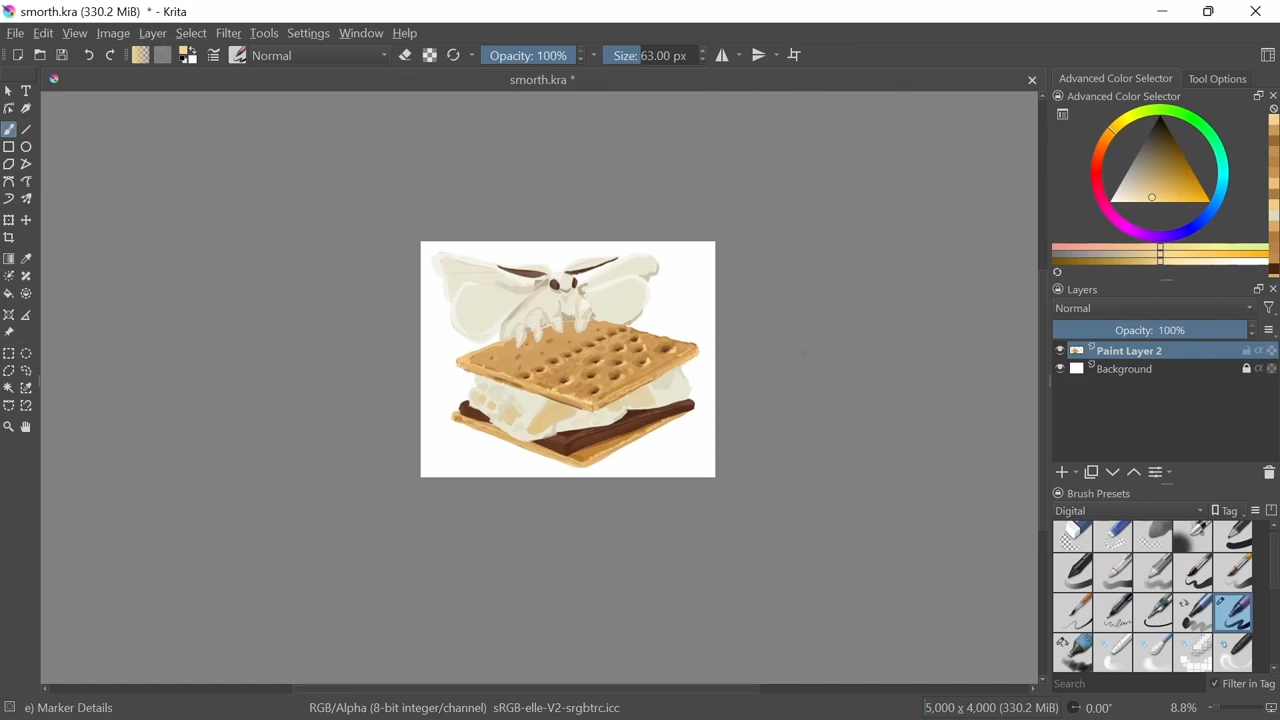 smorth.kra (330.2 MiB) * - Krita
File Edit View Image Layer Select Filter Tools Settings Window Help
Normal Opacity: 100% Size: 63.00 px
smorth.kra *
Advanced Color Selector Tool Options
Advanced Color Selector
Layers
Normal
Opacity: 100%
Paint Layer 2
Background
Brush Presets
Digital Tag
Search Filter in Tag
e) Marker Details RGB/Alpha (8-bit integer/channel) sRGB-elle-V2-srgbtrc.icc 5,000 x 4,000 (330.2 MiB) 0.00° 8.8%